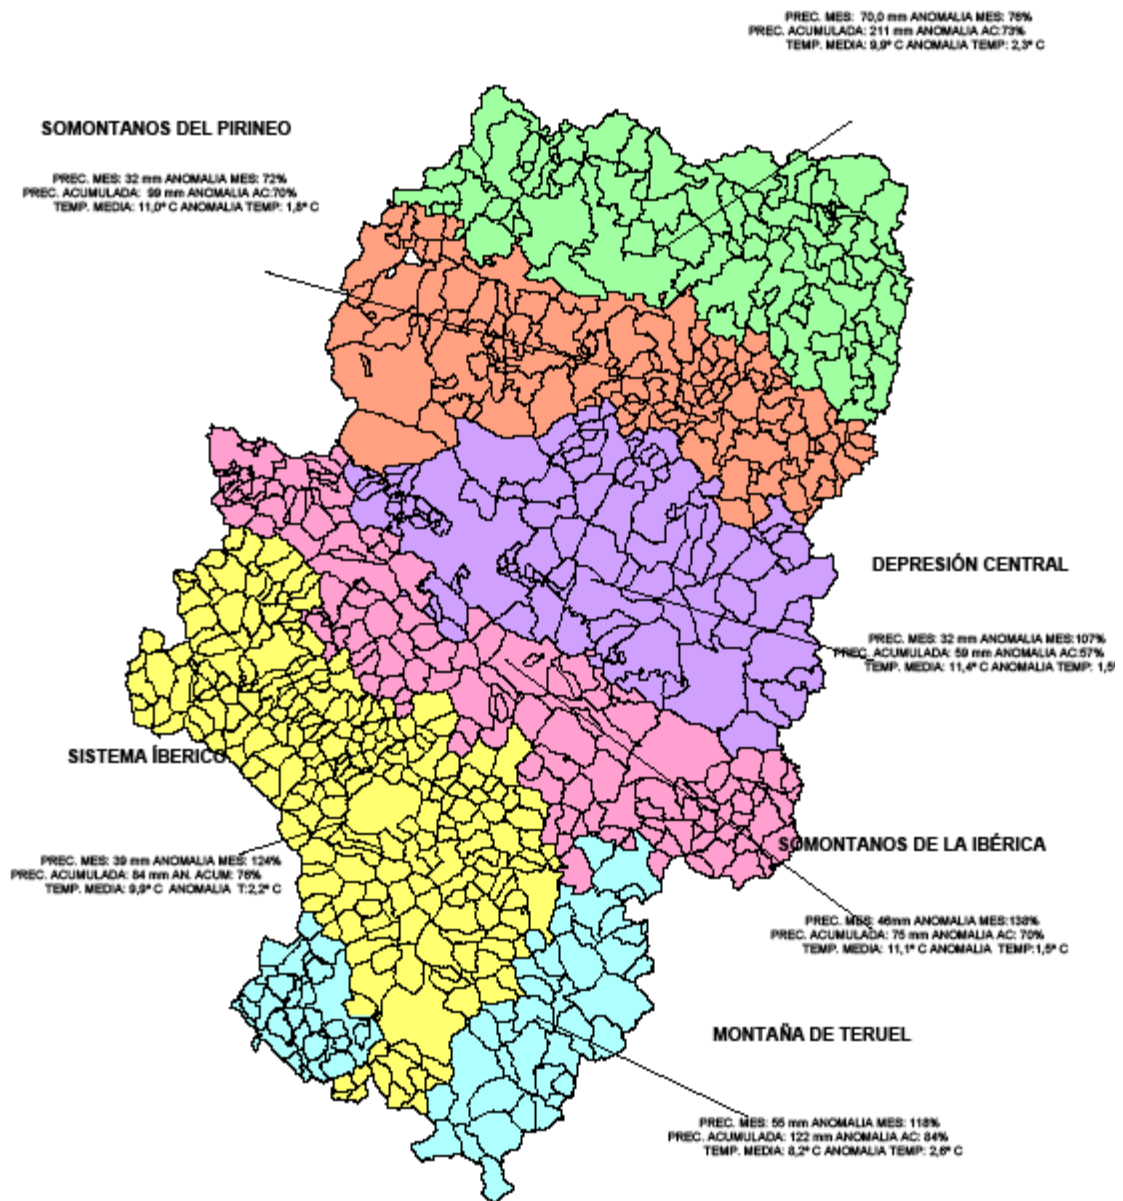 PREC. MES: 70,0 mm ANOMALIA MES: 76%
PREC. ACUMULADA: 211 mm ANOMALIA AC:73%
TEMP. MEDIA: 9,9º C ANOMALIA TEMP: 2,3º C
SOMONTANOS DEL PIRINEO
PREC. MES: 32 mm ANOMALIA MES: 72%
PREC. ACUMULADA: 99 mm ANOMALIA AC:70%
TEMP. MEDIA: 11,0º C ANOMALIA TEMP: 1,8º C
DEPRESIÓN CENTRAL
PREC. MES: 32 mm ANOMALIA MES:107%
PREC. ACUMULADA: 59 mm ANOMALIA AC:57%
TEMP. MEDIA: 11,4º C ANOMALIA TEMP: 1,5º
SISTEMA ÍBERICO
PREC. MES: 39 mm ANOMALIA MES: 124%
PREC. ACUMULADA: 84 mm AN. ACUM: 76%
TEMP. MEDIA: 9,9º C ANOMALIA T:2,2º C
SOMONTANOS DE LA IBÉRICA
PREC. MES: 46mm ANOMALIA MES:138%
PREC. ACUMULADA: 75 mm ANOMALIA AC: 70%
TEMP. MEDIA: 11,1º C ANOMALIA TEMP:1,5º C
MONTAÑA DE TERUEL
PREC. MES: 55 mm ANOMALIA MES: 118%
PREC. ACUMULADA: 122 mm ANOMALIA AC: 84%
TEMP. MEDIA: 8,2º C ANOMALIA TEMP: 2,6º C